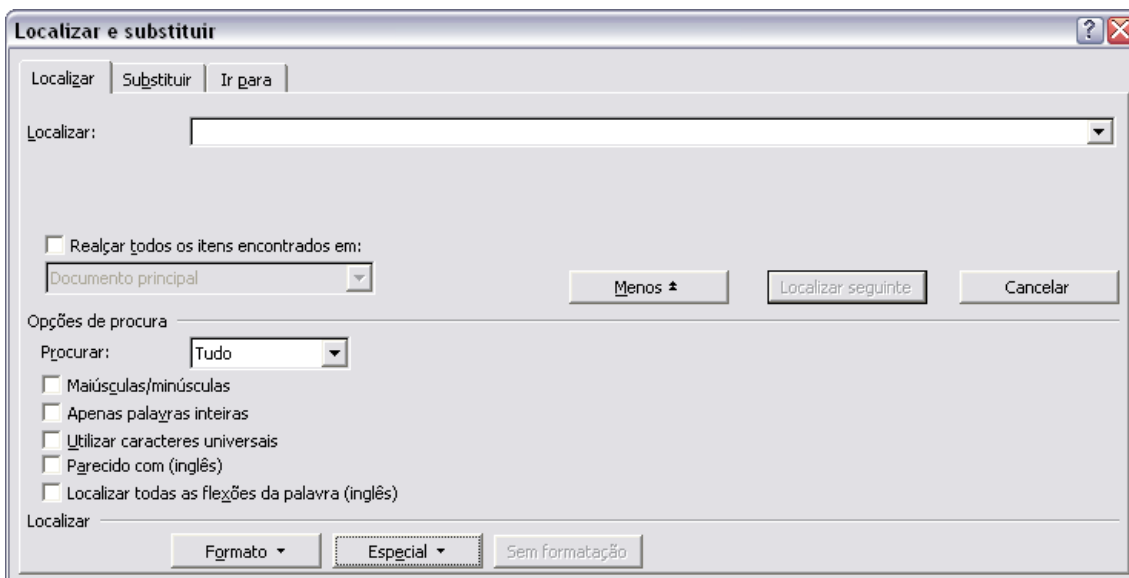 Localizar e substituir
Localizar Substituir Ir para
Localizar:
Realçar todos os itens encontrados em:
Documento principal
Menos Localizar seguinte Cancelar
Opções de procura
Procurar: Tudo
Maiúsculas/minúsculas
Apenas palavras inteiras
Utilizar caracteres universais
Parecido com (inglês)
Localizar todas as flexões da palavra (inglês)
Localizar
Formato Especial Sem formatação